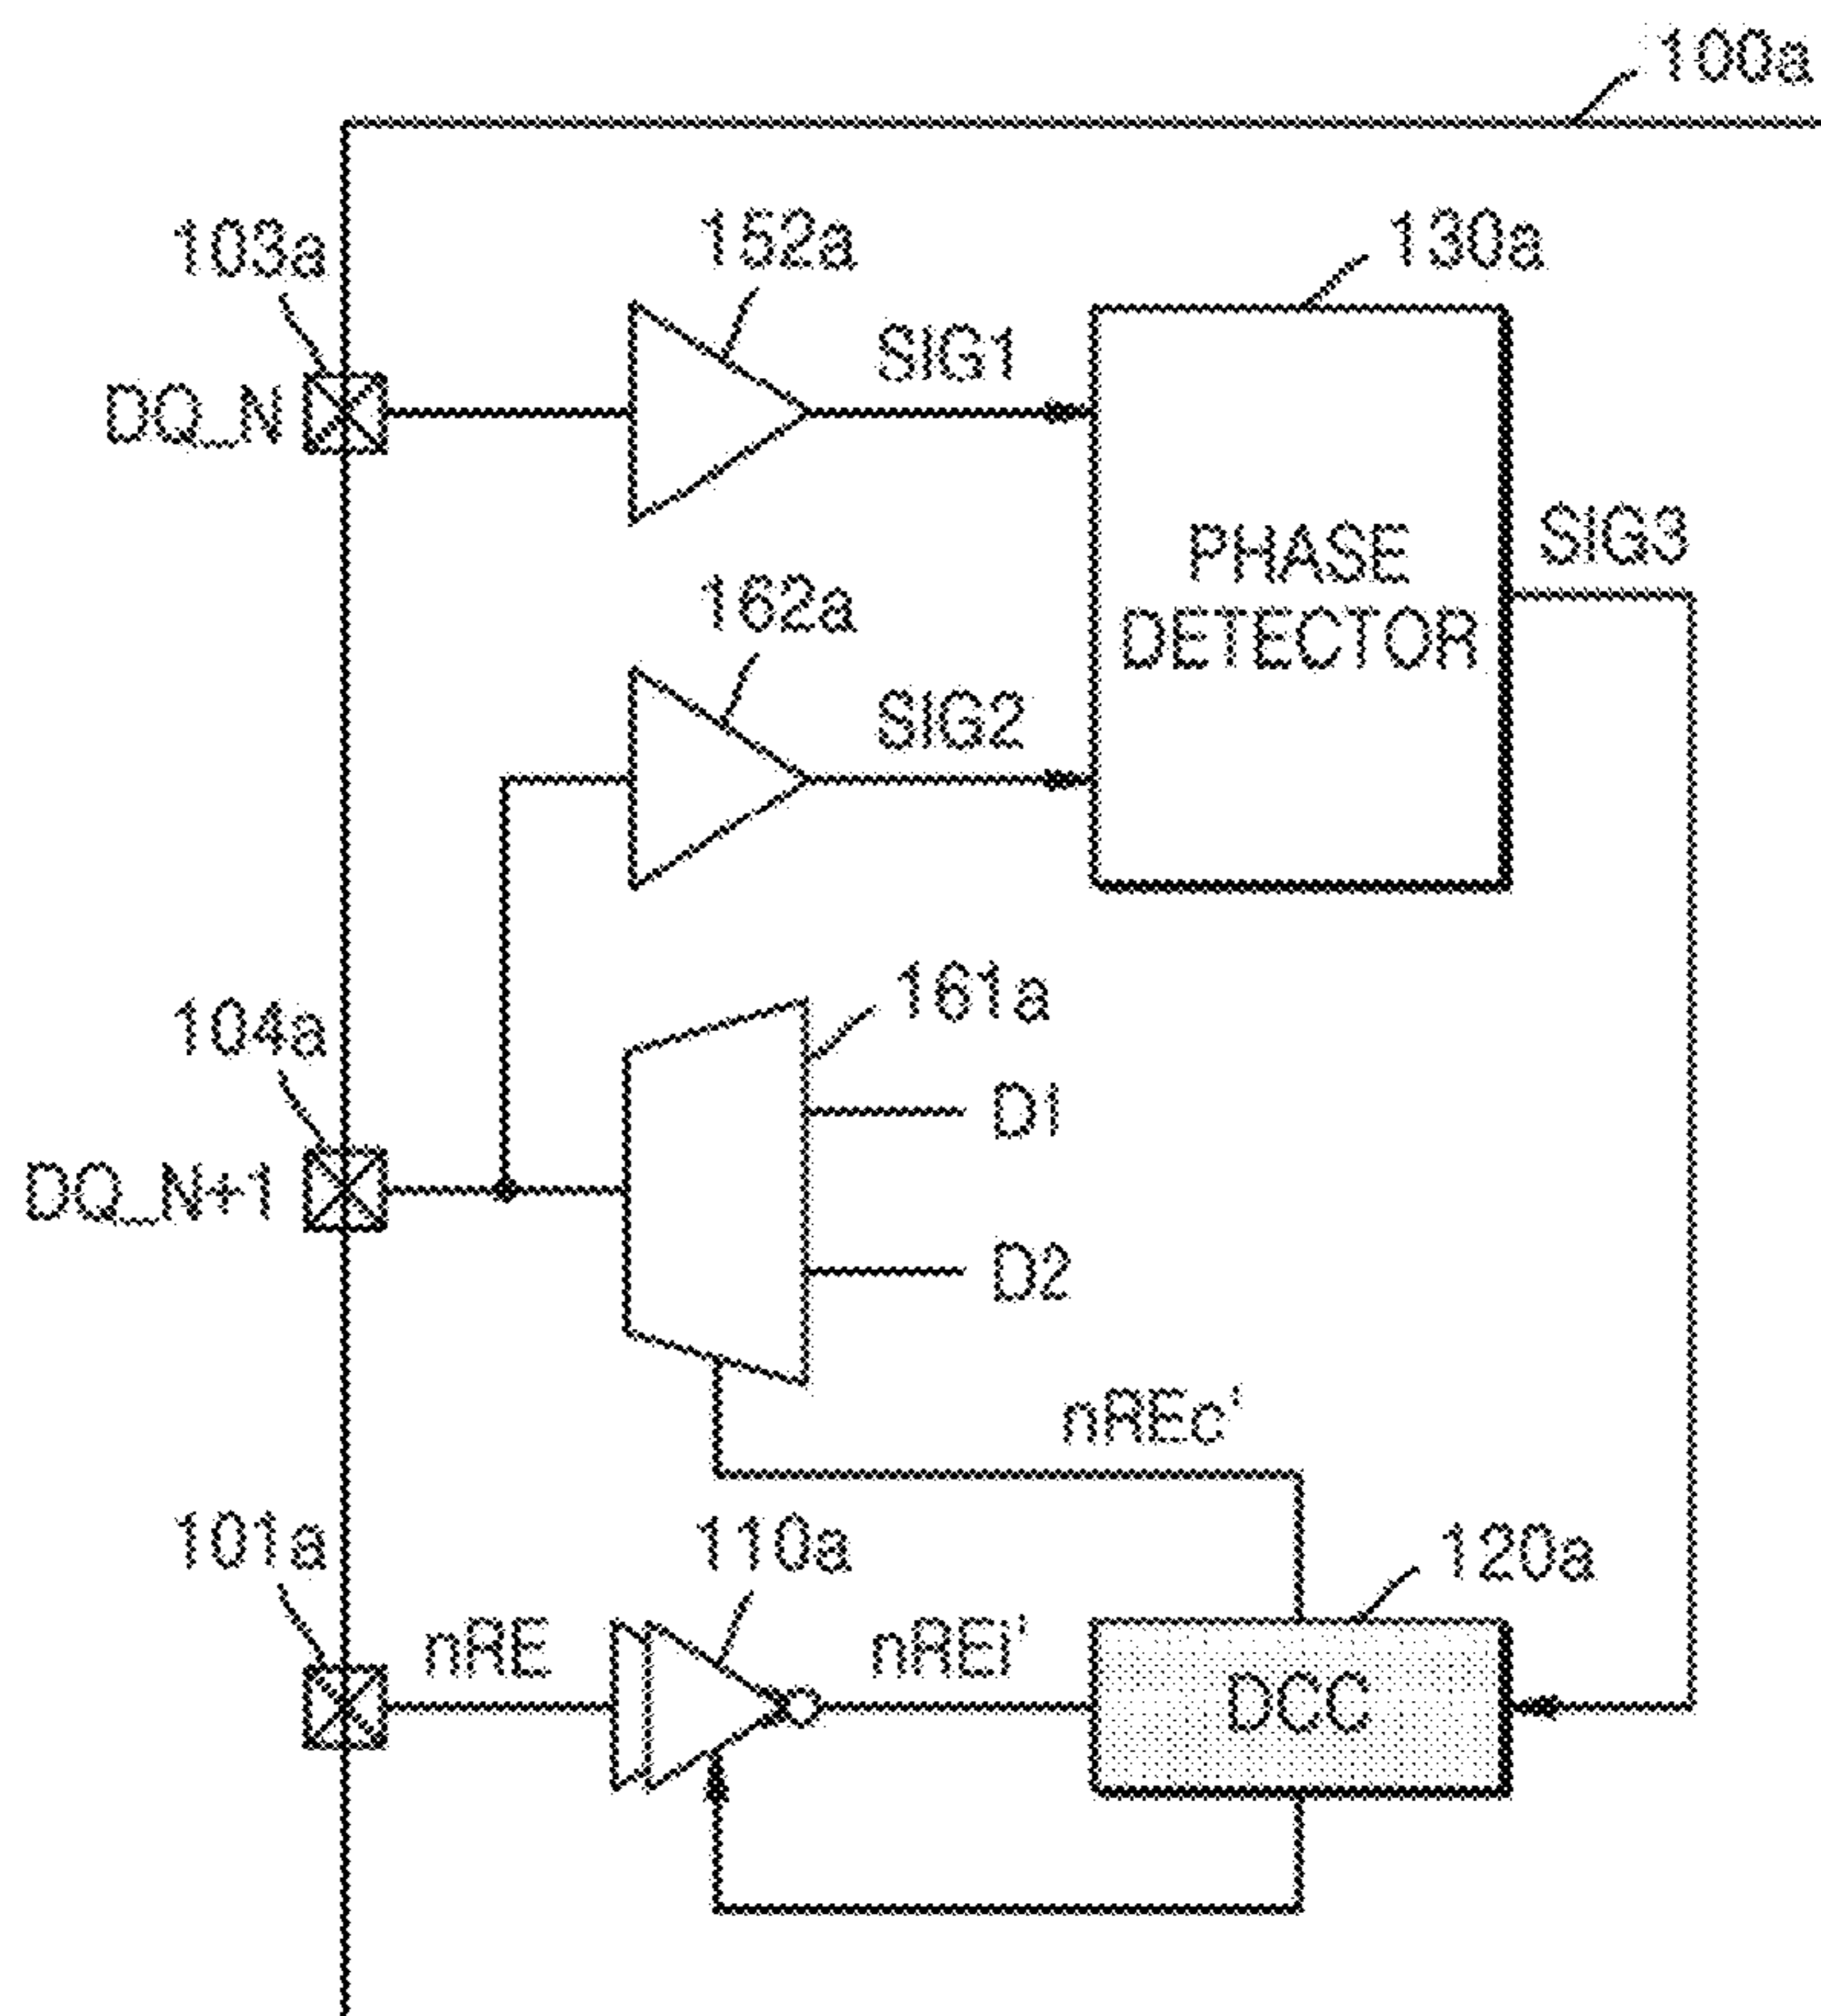 100a
103a
152a
130a
DQ_N
SIG1
PHASE
DETECTOR
SIG3
162a
SIG2
104a
161a
D1
DQ_N+1
D2
nREc'
101a
110a
120a
nRE
nREi'
DCC